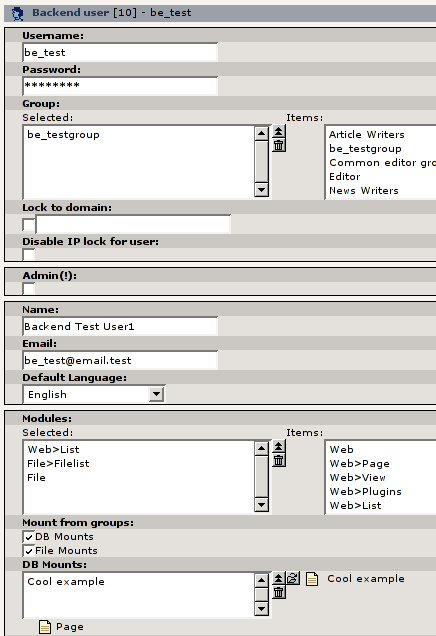 Backend user [10] - be_test
Username:
be_test
Password:
********
Group:
Selected:
Items:
be_testgroup
Article Writers
be_testgroup
Common editor gro
Editor
News Writers
Lock to domain:
Disable IP lock for user:
Admin(!):
Name:
Backend Test User1
Email:
be_test@email.test
Default Language:
English
Modules:
Selected:
Items:
Web>List
File>Filelist
File
Web
Web>Page
Web>View
Web>Plugins
Web>List
Mount from groups:
DB Mounts
File Mounts
DB Mounts:
Cool example
Cool example
Page